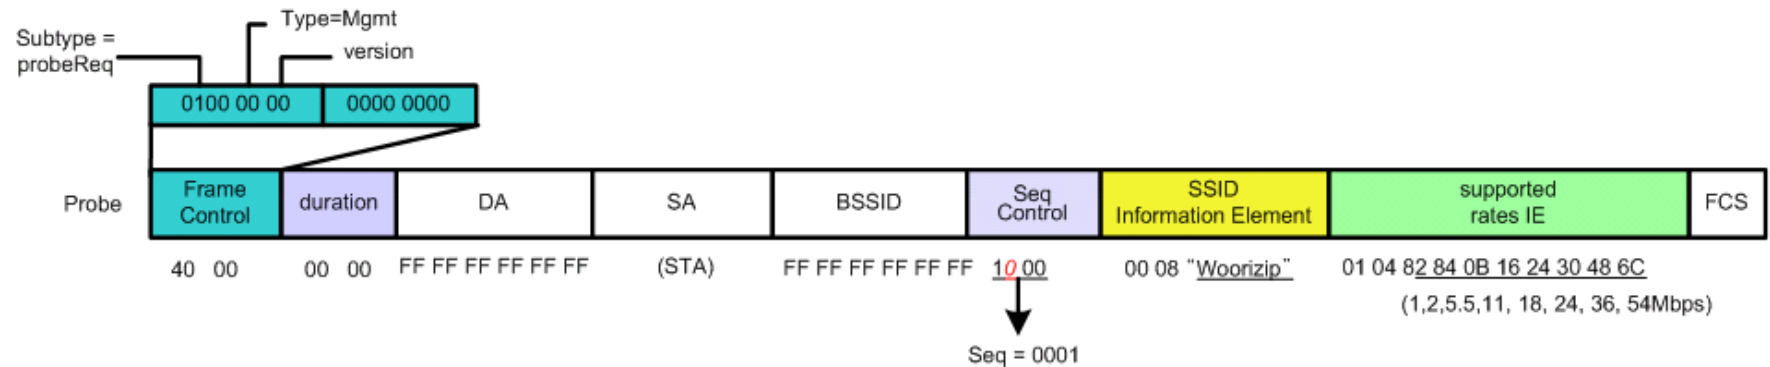 Type=Mgmt
Subtype =
probeReq
version
0100 00 00 0000 0000
Probe
Frame
Control
duration
DA
SA
BSSID
Seq
Control
SSID
Information Element
supported
rates IE
FCS
40 00
00 00
FF FF FF FF FF FF
(STA)
FF FF FF FF FF FF
10 00
00 08 “Woorizip”
01 04 82 84 0B 16 24 30 48 6C
(1,2,5.5,11, 18, 24, 36, 54Mbps)
Seq = 0001